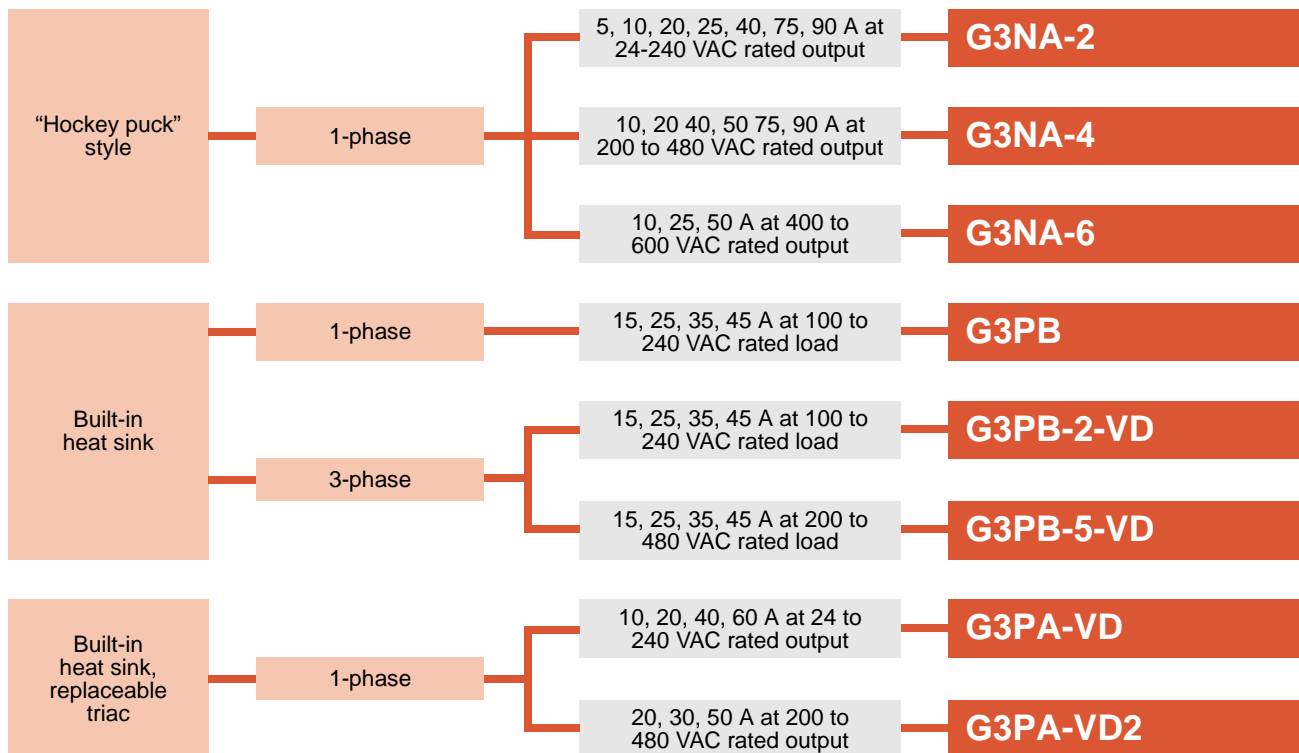 5, 10, 20, 25, 40, 75, 90 A at
24-240 VAC rated output
G3NA-2
“Hockey puck”
style
1-phase
10, 20 40, 50 75, 90 A at
200 to 480 VAC rated output
G3NA-4
10, 25, 50 A at 400 to
600 VAC rated output
G3NA-6
Built-in
heat sink
1-phase
15, 25, 35, 45 A at 100 to
240 VAC rated load
G3PB
3-phase
15, 25, 35, 45 A at 100 to
240 VAC rated load
G3PB-2-VD
15, 25, 35, 45 A at 200 to
480 VAC rated load
G3PB-5-VD
Built-in
heat sink,
replaceable
triac
1-phase
10, 20, 40, 60 A at 24 to
240 VAC rated output
G3PA-VD
20, 30, 50 A at 200 to
480 VAC rated output
G3PA-VD2